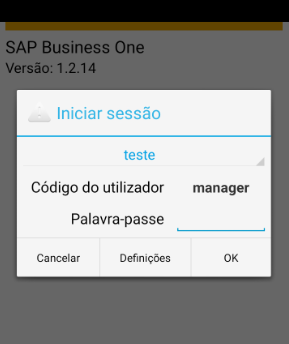 SAP Business One
Versão: 1.2.14
Iniciar sessão
teste
Código do utilizador manager
Palavra-passe
Cancelar Definições OK